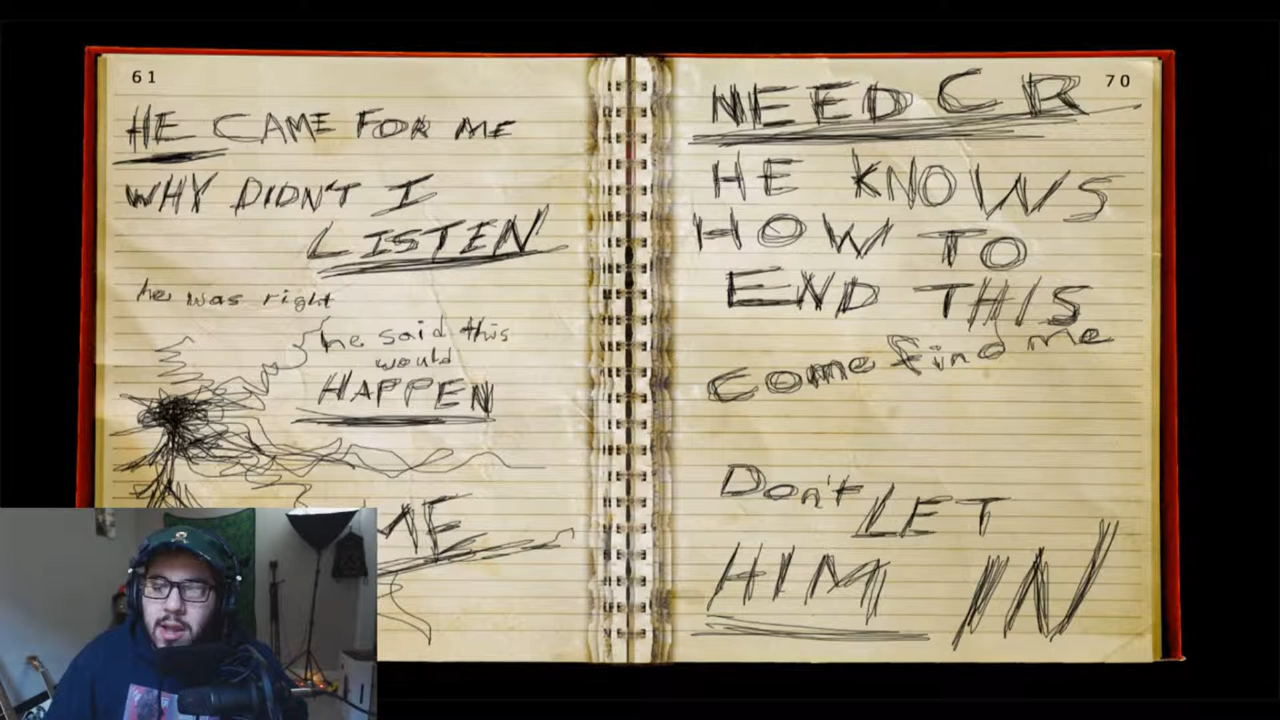 61
HE CAME FOR ME
WHY DIDN'T I
LISTEN
he was right
he said this
would
HAPPEN
ME
70
NEED CR
HE KNOWS
HOW TO
END THIS
come find me
Don't LET
HIM IN